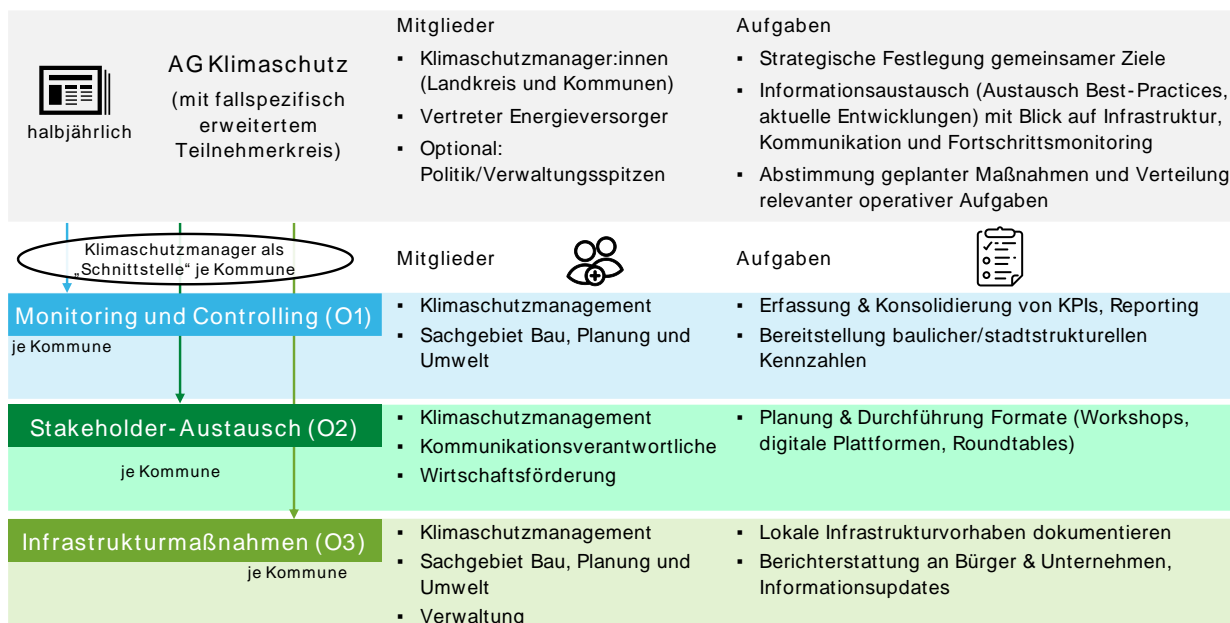 halbjährlich
AG Klimaschutz
(mit fallspezifisch
erweitertem
Teilnehmerkreis)
Mitglieder
▪ Klimaschutzmanager:innen
(Landkreis und Kommunen)
▪ Vertreter Energieversorger
▪ Optional:
Politik/Verwaltungsspitzen
Aufgaben
▪ Strategische Festlegung gemeinsamer Ziele
▪ Informationsaustausch (Austausch Best-Practices,
aktuelle Entwicklungen) mit Blick auf Infrastruktur,
Kommunikation und Fortschrittsmonitoring
▪ Abstimmung geplanter Maßnahmen und Verteilung
relevanter operativer Aufgaben
Klimaschutzmanager als
„Schnittstelle“ je Kommune
Mitglieder
Aufgaben
Monitoring und Controlling (O1)
je Kommune
▪ Klimaschutzmanagement
▪ Sachgebiet Bau, Planung und
Umwelt
▪ Erfassung & Konsolidierung von KPIs, Reporting
▪ Bereitstellung baulicher/stadtstrukturellen
Kennzahlen
Stakeholder-Austausch (O2)
je Kommune
▪ Klimaschutzmanagement
▪ Kommunikationsverantwortliche
▪ Wirtschaftsförderung
▪ Planung & Durchführung Formate (Workshops,
digitale Plattformen, Roundtables)
Infrastrukturmaßnahmen (O3)
je Kommune
▪ Klimaschutzmanagement
▪ Sachgebiet Bau, Planung und
Umwelt
▪ Verwaltung
▪ Lokale Infrastrukturvorhaben dokumentieren
▪ Berichterstattung an Bürger & Unternehmen,
Informationsupdates